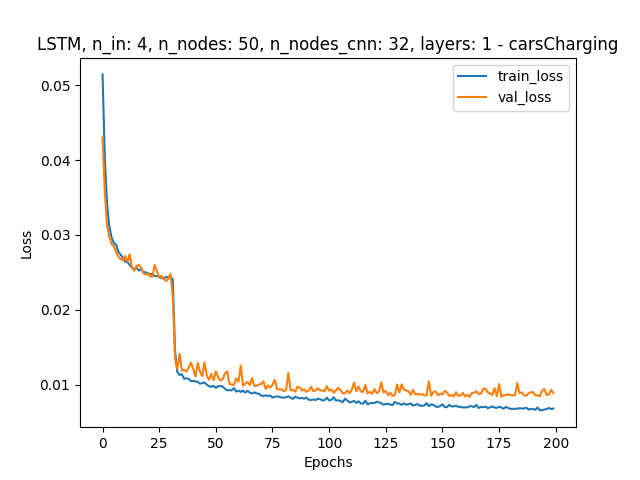 LSTM, n_in: 4, n_nodes: 50, n_nodes_cnn: 32, layers: 1 - carsCharging
train_loss
val_loss
0.05
0.04
0.03
0.02
0.01
Loss
0
25
50
75
100
125
150
175
200
Epochs